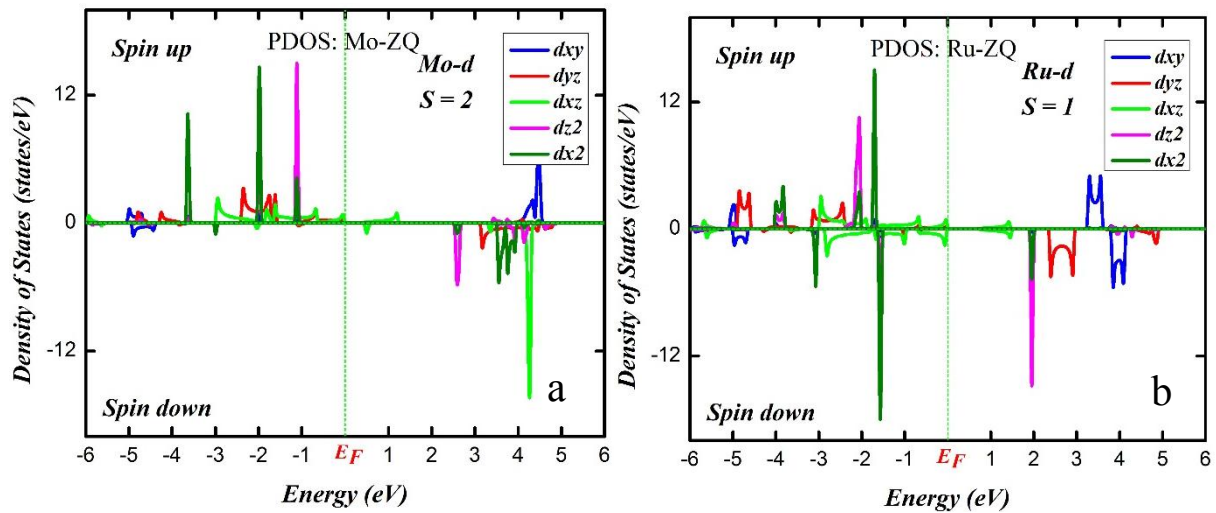 Spin up
PDOS: Mo-ZQ
Mo-d
S = 2
dxy
dyz
dxz
dz2
dx2
12
0
-12
Density of States (states/eV)
Spin down
a
-6 -5 -4 -3 -2 -1 E_F 1 2 3 4 5 6
Energy (eV)
Spin up
PDOS: Ru-ZQ
Ru-d
S = 1
dxy
dyz
dxz
dz2
dx2
12
0
-12
Density of States (states/eV)
Spin down
b
-6 -5 -4 -3 -2 -1 E_F 1 2 3 4 5 6
Energy (eV)